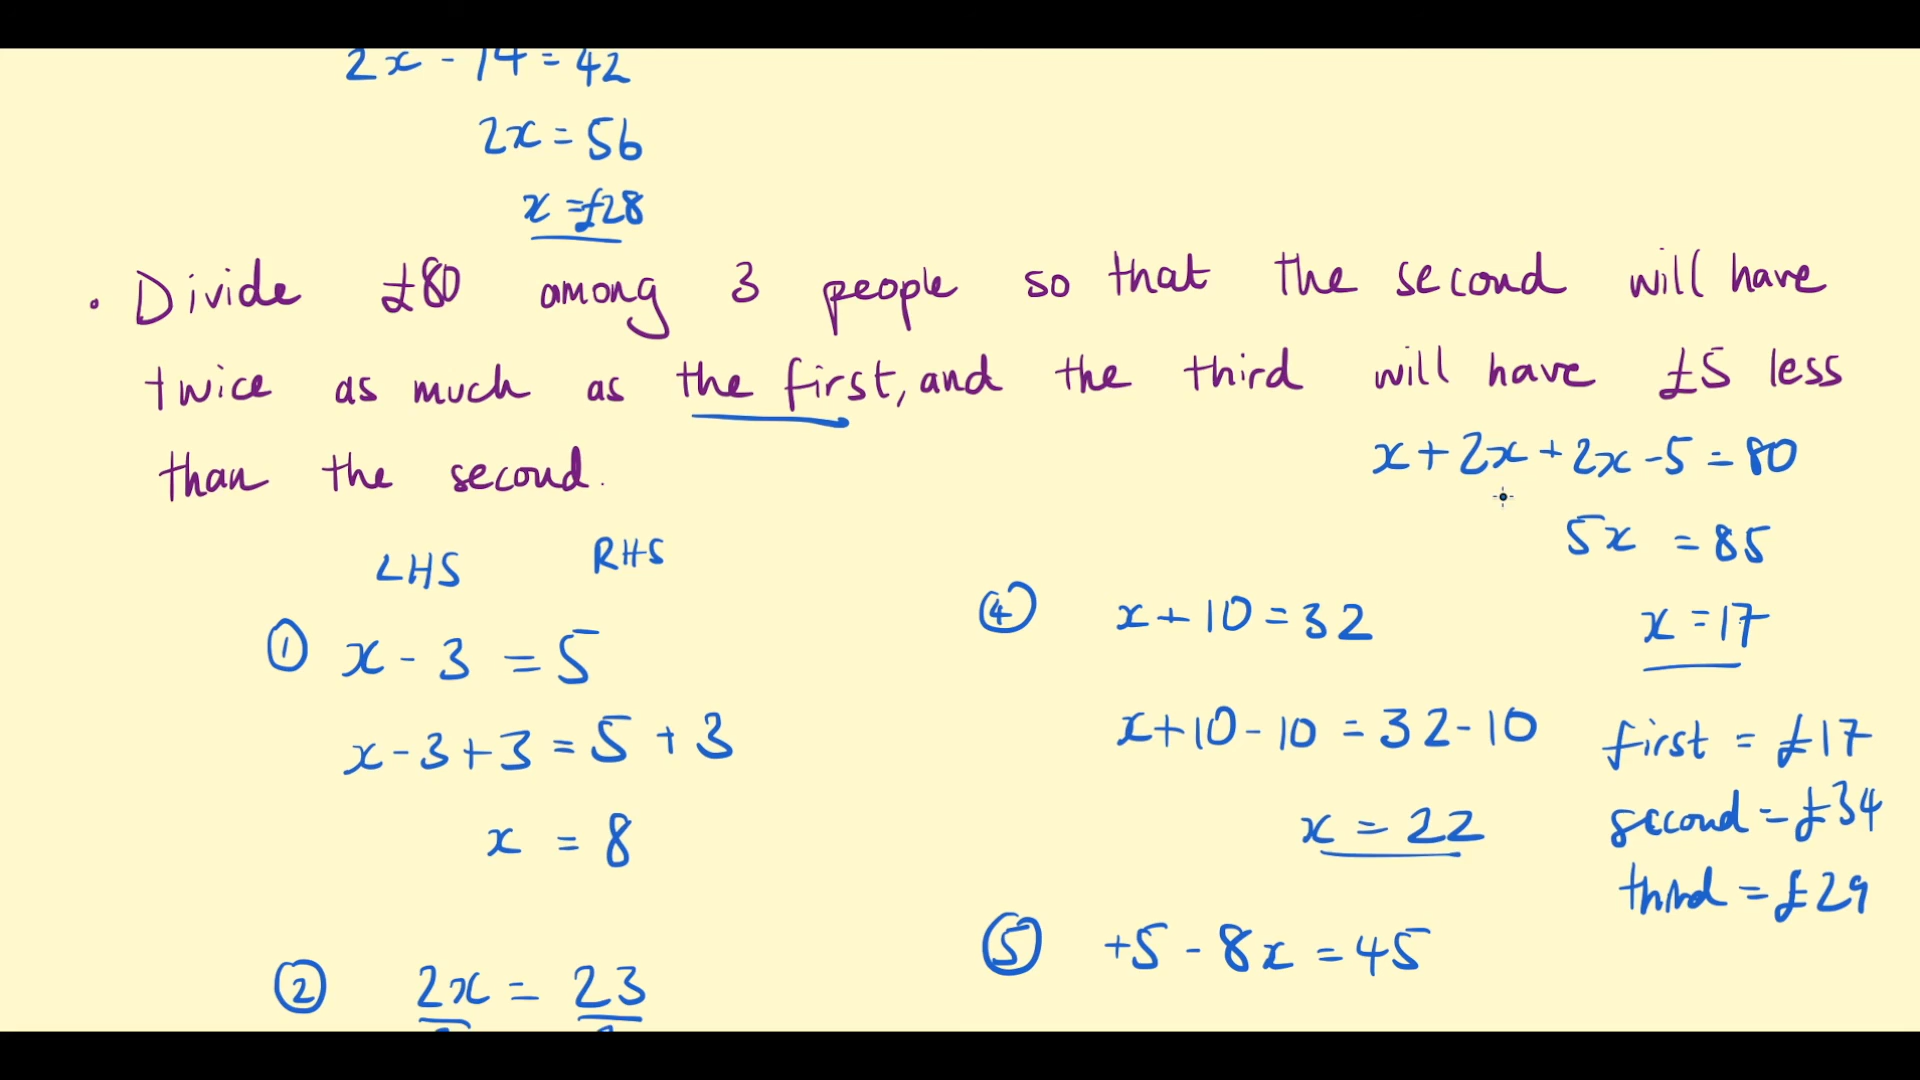 2x - 14 = 42
2x = 56
x = £28
. Divide £80 among 3 people so that the second will have
twice as much as the first, and the third will have £5 less
than the second.
x + 2x + 2x - 5 = 80
5x = 85
x = 17
first = £17
second = £34
third = £29
LHS RHS
① x - 3 = 5
x - 3 + 3 = 5 + 3
x = 8
② 2x = 23
④ x + 10 = 32
x + 10 - 10 = 32 - 10
x = 22
⑤ +5 - 8x = 45